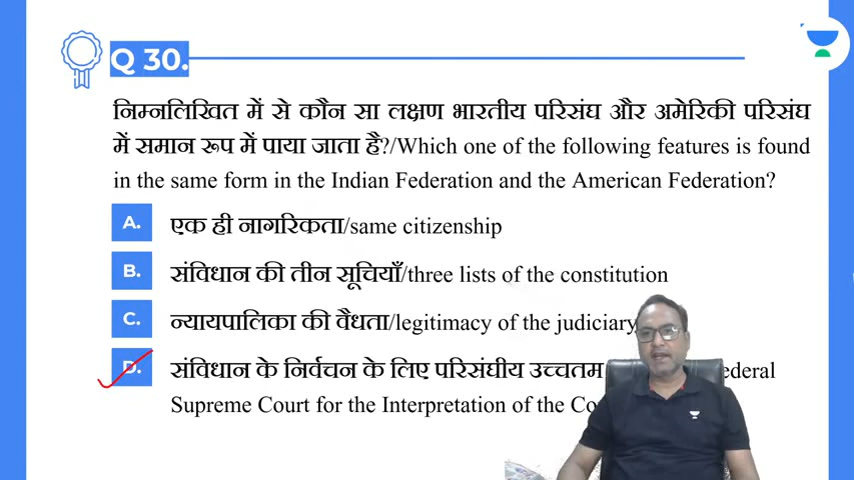 Q 30.
निम्नलिखित में से कौन सा लक्षण भारतीय परिसंघ और अमेरिकी परिसंघ
में समान रूप में पाया जाता है?/Which one of the following features is found
in the same form in the Indian Federation and the American Federation?
A. एक ही नागरिकता/same citizenship
B. संविधान की तीन सूचियाँ/three lists of the constitution
C. न्यायपालिका की वैधता/legitimacy of the judiciary
D. संविधान के निर्वचन के लिए परिसंघीय उच्चतम
Supreme Court for the Interpretation of the